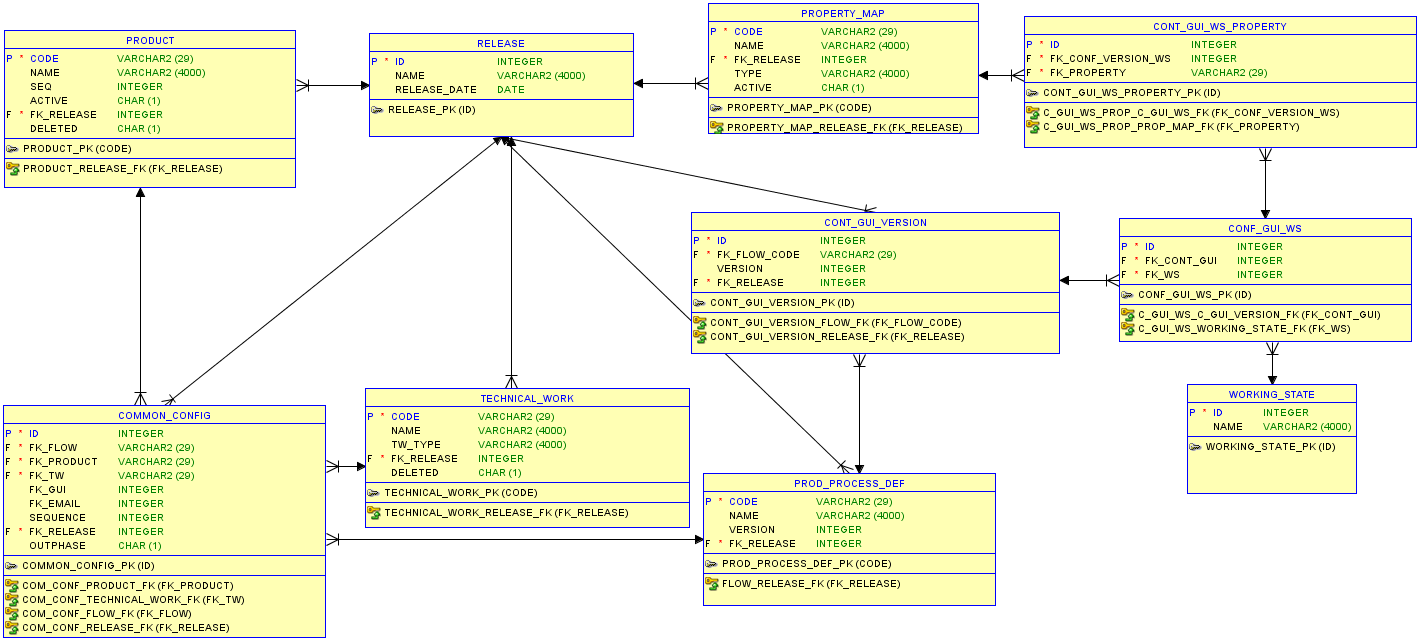 PRODUCT
P * CODE VARCHAR2 (29)
NAME VARCHAR2 (4000)
SEQ INTEGER
ACTIVE CHAR (1)
F * FK_RELEASE INTEGER
DELETED CHAR (1)
PRODUCT_PK (CODE)
PRODUCT_RELEASE_FK (FK_RELEASE)
RELEASE
P * ID INTEGER
NAME VARCHAR2 (4000)
RELEASE_DATE DATE
RELEASE_PK (ID)
PROPERTY_MAP
P * CODE VARCHAR2 (29)
NAME VARCHAR2 (4000)
F * FK_RELEASE INTEGER
TYPE VARCHAR2 (4000)
ACTIVE CHAR (1)
PROPERTY_MAP_PK (CODE)
PROPERTY_MAP_RELEASE_FK (FK_RELEASE)
CONT_GUI_WS_PROPERTY
P * ID INTEGER
F * FK_CONF_VERSION_WS INTEGER
F * FK_PROPERTY VARCHAR2 (29)
CONT_GUI_WS_PROPERTY_PK (ID)
C_GUI_WS_PROP_C_GUI_WS_FK (FK_CONF_VERSION_WS)
C_GUI_WS_PROP_PROP_MAP_FK (FK_PROPERTY)
CONT_GUI_VERSION
P * ID INTEGER
F * FK_FLOW_CODE VARCHAR2 (29)
VERSION INTEGER
F * FK_RELEASE INTEGER
CONT_GUI_VERSION_PK (ID)
CONT_GUI_VERSION_FLOW_FK (FK_FLOW_CODE)
CONT_GUI_VERSION_RELEASE_FK (FK_RELEASE)
CONF_GUI_WS
P * ID INTEGER
F * FK_CONT_GUI INTEGER
F * FK_WS INTEGER
CONF_GUI_WS_PK (ID)
C_GUI_WS_C_GUI_VERSION_FK (FK_CONT_GUI)
C_GUI_WS_WORKING_STATE_FK (FK_WS)
COMMON_CONFIG
P * ID INTEGER
F * FK_FLOW VARCHAR2 (29)
F * FK_PRODUCT VARCHAR2 (29)
F * FK_TW VARCHAR2 (29)
FK_GUI INTEGER
FK_EMAIL INTEGER
SEQUENCE INTEGER
F * FK_RELEASE INTEGER
OUTPHASE CHAR (1)
COMMON_CONFIG_PK (ID)
COM_CONF_PRODUCT_FK (FK_PRODUCT)
COM_CONF_TECHNICAL_WORK_FK (FK_TW)
COM_CONF_FLOW_FK (FK_FLOW)
COM_CONF_RELEASE_FK (FK_RELEASE)
TECHNICAL_WORK
P * CODE VARCHAR2 (29)
NAME VARCHAR2 (4000)
TW_TYPE VARCHAR2 (4000)
F * FK_RELEASE INTEGER
DELETED CHAR (1)
TECHNICAL_WORK_PK (CODE)
TECHNICAL_WORK_RELEASE_FK (FK_RELEASE)
PROD_PROCESS_DEF
P * CODE VARCHAR2 (29)
NAME VARCHAR2 (4000)
VERSION INTEGER
F * FK_RELEASE INTEGER
PROD_PROCESS_DEF_PK (CODE)
FLOW_RELEASE_FK (FK_RELEASE)
WORKING_STATE
P * ID INTEGER
NAME VARCHAR2 (4000)
WORKING_STATE_PK (ID)